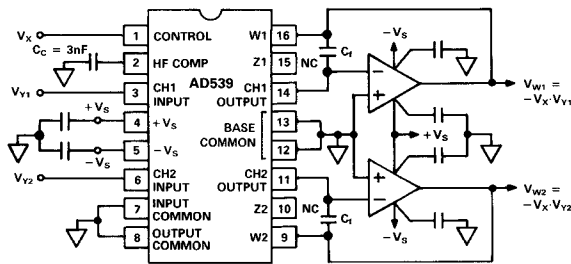 V_X
C_C = 3nF
V_Y1
+V_S
−V_S
V_Y2
1 CONTROL
2 HF COMP
3 CH1 INPUT
4 +V_S
5 −V_S
6 CH2 INPUT
7 INPUT COMMON
8 OUTPUT COMMON
AD539
W1 16
Z1 15 NC
CH1 OUTPUT 14
13
BASE COMMON
12
CH2 OUTPUT 11
Z2 10 NC
W2 9
C_f
C_f
−V_S
−
+
+V_S
+
−
−V_S
V_W1 =
−V_X·V_Y1
V_W2 =
−V_X·V_Y2